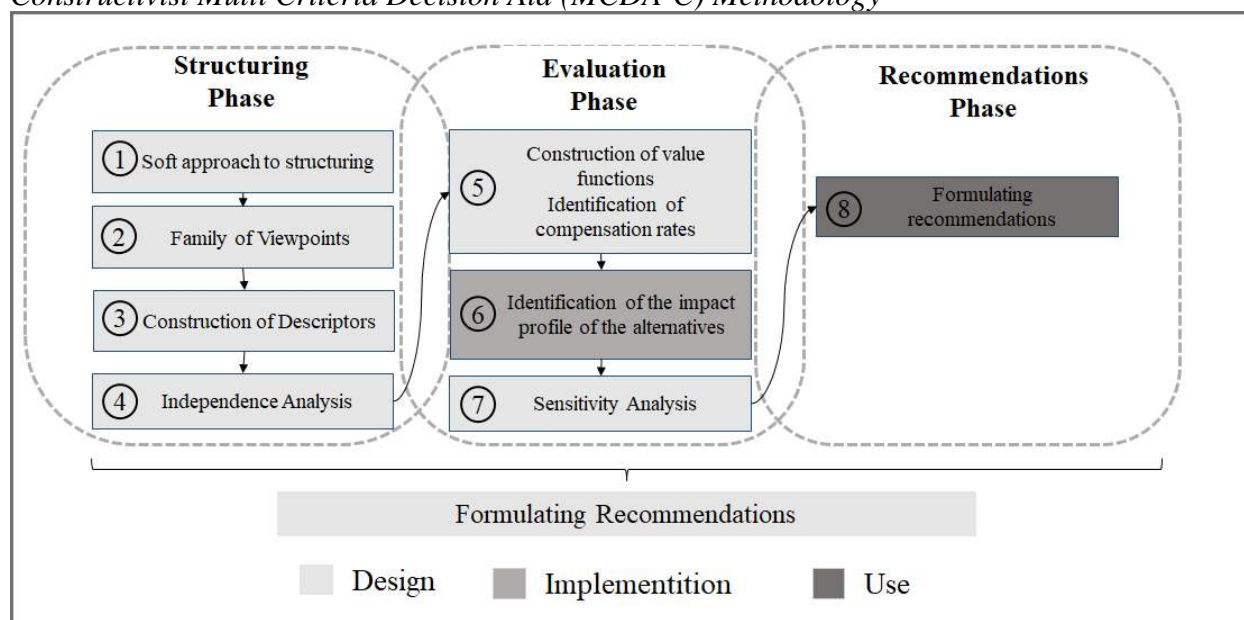 Constructivist Multi-Criteria Decision Aid (MCDA-C) Methodology
Structuring
Phase
1 Soft approach to structuring
2 Family of Viewpoints
3 Construction of Descriptors
4 Independence Analysis
Evaluation
Phase
5 Construction of value
functions
Identification of
compensation rates
6 Identification of the impact
profile of the alternatives
7 Sensitivity Analysis
Recommendations
Phase
8 Formulating
recommendations
Formulating Recommendations
Design
Implementition
Use